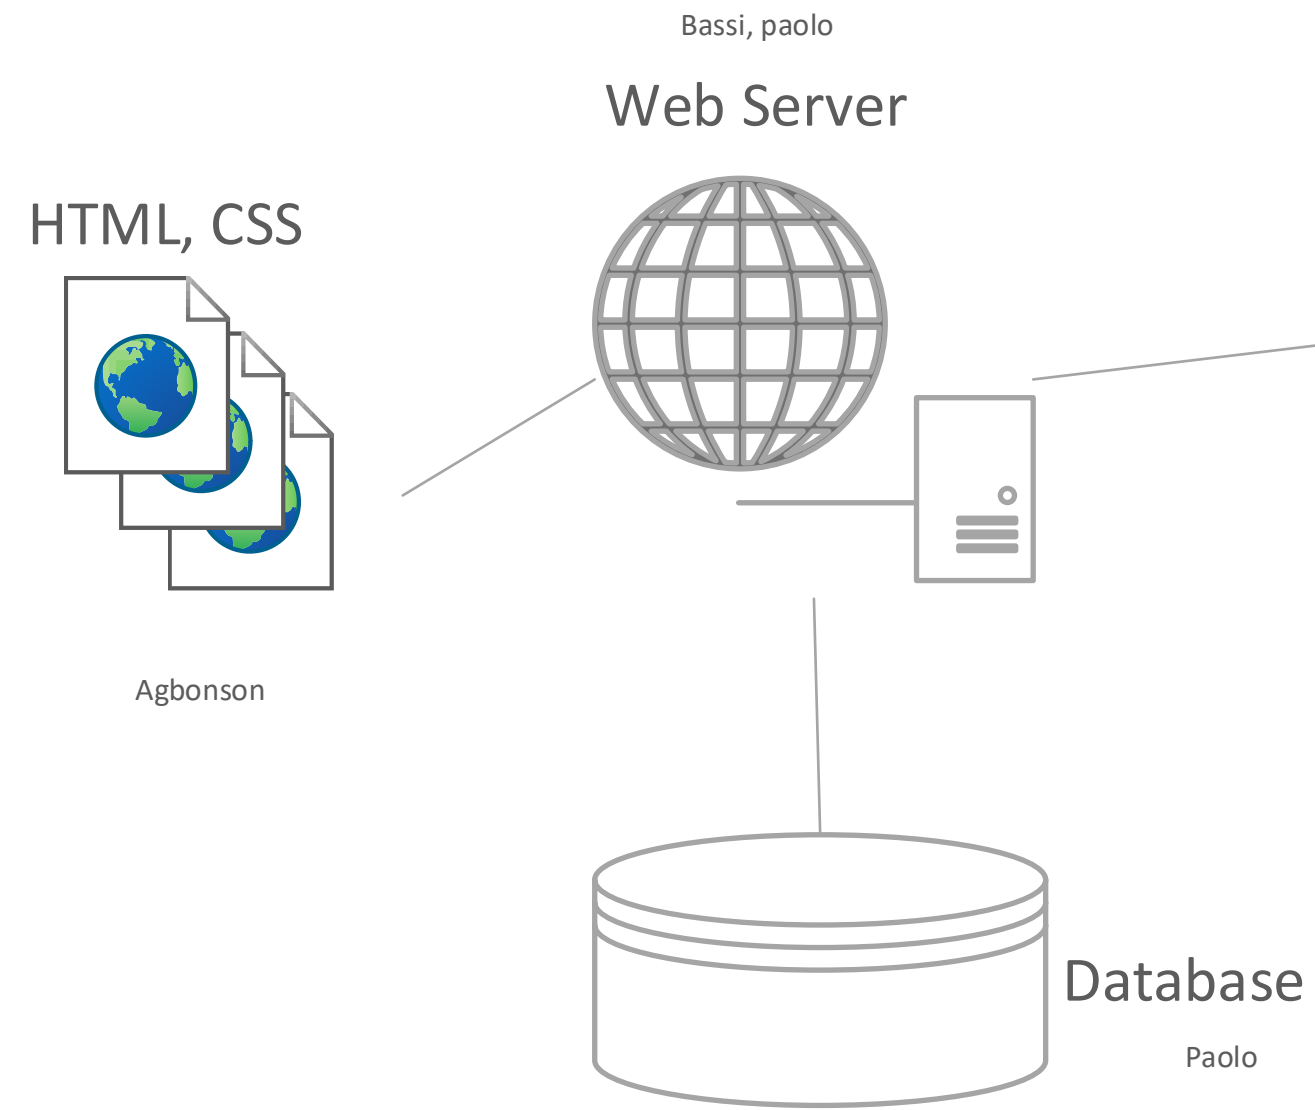 Bassi, paolo
Web Server
HTML, CSS
Agbonson
Database
Paolo